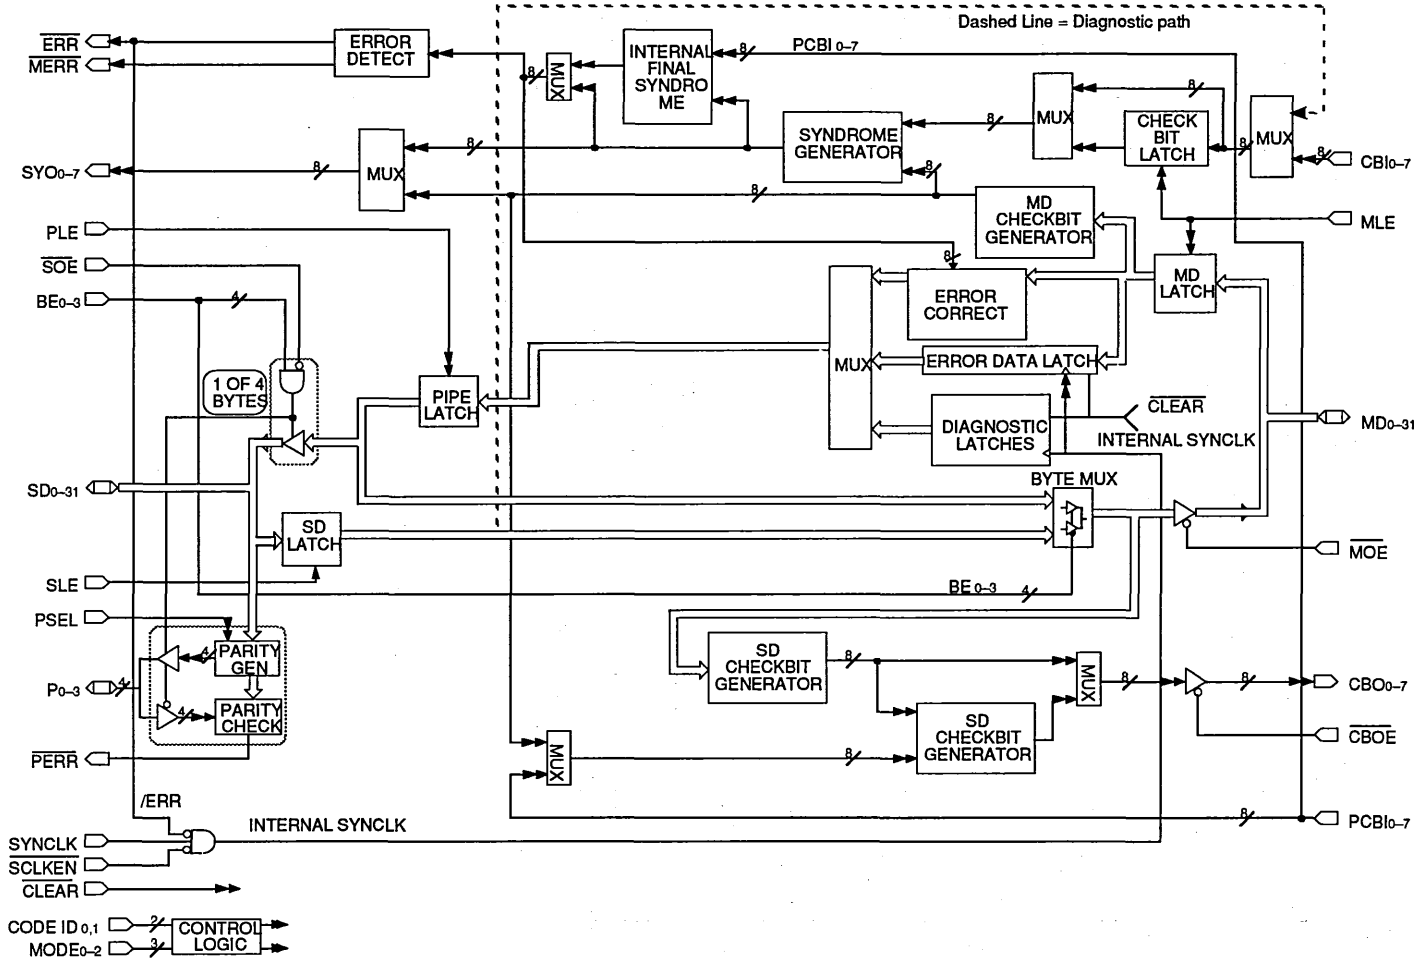 Dashed Line = Diagnostic path
ERR
MERR
ERROR
DETECT
8
MUX
INTERNAL
FINAL
SYNDRO
ME
8
PCBI 0–7
MUX
8
CHECK
BIT
LATCH
8
MUX
8
CBI0–7
SYO0–7
8
MUX
8
SYNDROME
GENERATOR
8
8
8
MD
CHECKBIT
GENERATOR
MLE
PLE
SOE
BE0–3
4
8
MUX
ERROR
CORRECT
MD
LATCH
ERROR DATA LATCH
1 OF 4
BYTES
PIPE
LATCH
DIAGNOSTIC
LATCHES
CLEAR
INTERNAL SYNCLK
MD0–31
SD0–31
SD
LATCH
BYTE MUX
MOE
SLE
BE 0–3
4
PSEL
PARITY
GEN
4
P0–3
4
4
PARITY
CHECK
PERR
SD
CHECKBIT
GENERATOR
8
MUX
8
8
CBO0–7
SD
CHECKBIT
GENERATOR
CBOE
MUX
8
8
PCBI0–7
/ERR
SYNCLK
INTERNAL SYNCLK
SCLKEN
CLEAR
CODE ID 0,1
2
CONTROL
LOGIC
MODE0–2
3